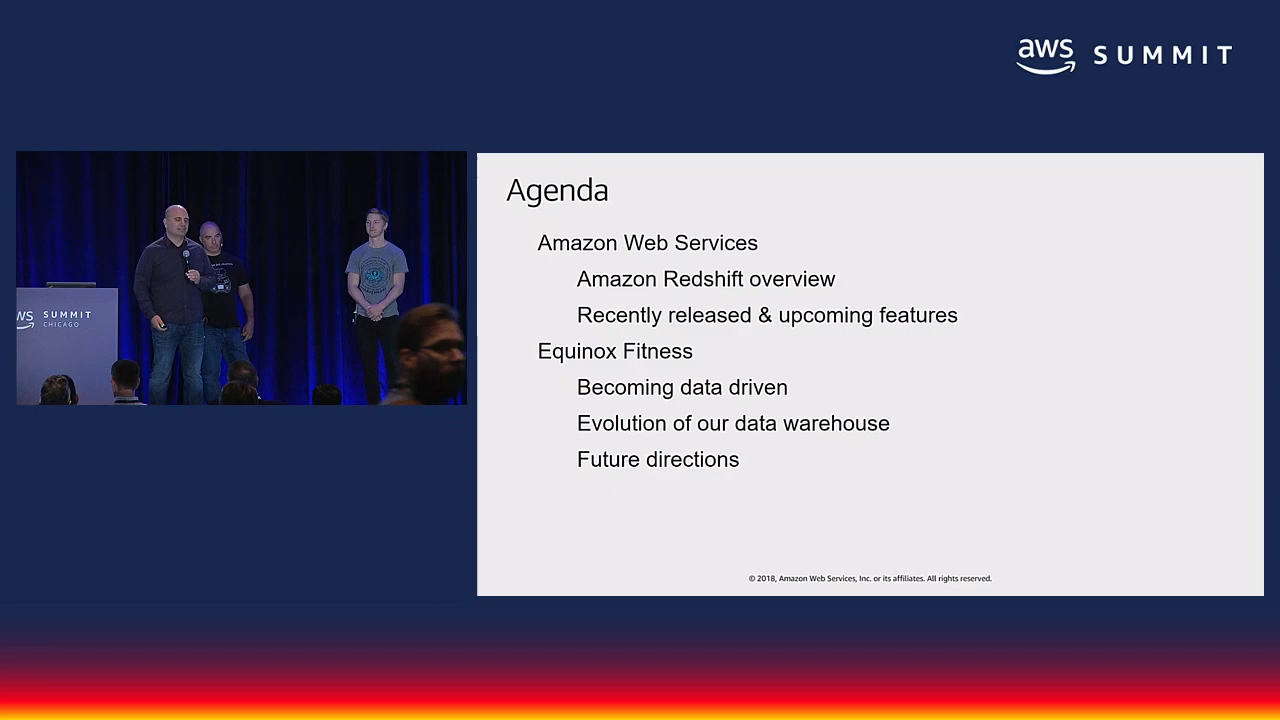 aws SUMMIT
SUMMIT
CHICAGO
Agenda
Amazon Web Services
Amazon Redshift overview
Recently released & upcoming features
Equinox Fitness
Becoming data driven
Evolution of our data warehouse
Future directions
© 2018, Amazon Web Services, Inc. or its affiliates. All rights reserved.